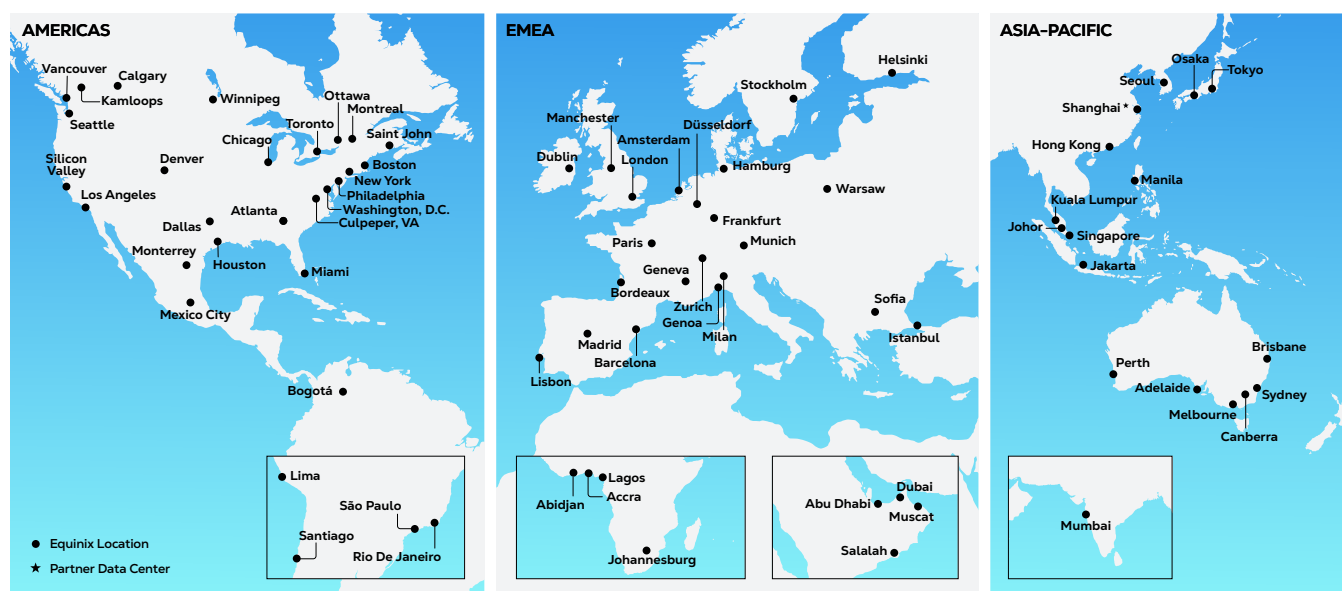 AMERICAS
Vancouver
Calgary
Kamloops
Winnipeg
Seattle
Ottawa
Montreal
Toronto
Saint John
Chicago
Silicon
Valley
Denver
Boston
New York
Los Angeles
Philadelphia
Washington, D.C.
Atlanta
Culpeper, VA
Dallas
Monterrey
Houston
Miami
Mexico City
Bogotá
Lima
São Paulo
Santiago
Rio De Janeiro
● Equinix Location
★ Partner Data Center
EMEA
Helsinki
Stockholm
Manchester
Düsseldorf
Amsterdam
Dublin
London
Hamburg
Warsaw
Frankfurt
Paris
Munich
Geneva
Bordeaux
Zurich
Sofia
Genoa
Milan
Istanbul
Madrid
Barcelona
Lisbon
Lagos
Accra
Abidjan
Johannesburg
Dubai
Abu Dhabi
Muscat
Salalah
ASIA-PACIFIC
Osaka
Tokyo
Seoul
Shanghai ★
Hong Kong
Manila
Kuala Lumpur
Johor
Singapore
Jakarta
Brisbane
Perth
Adelaide
Sydney
Melbourne
Canberra
Mumbai